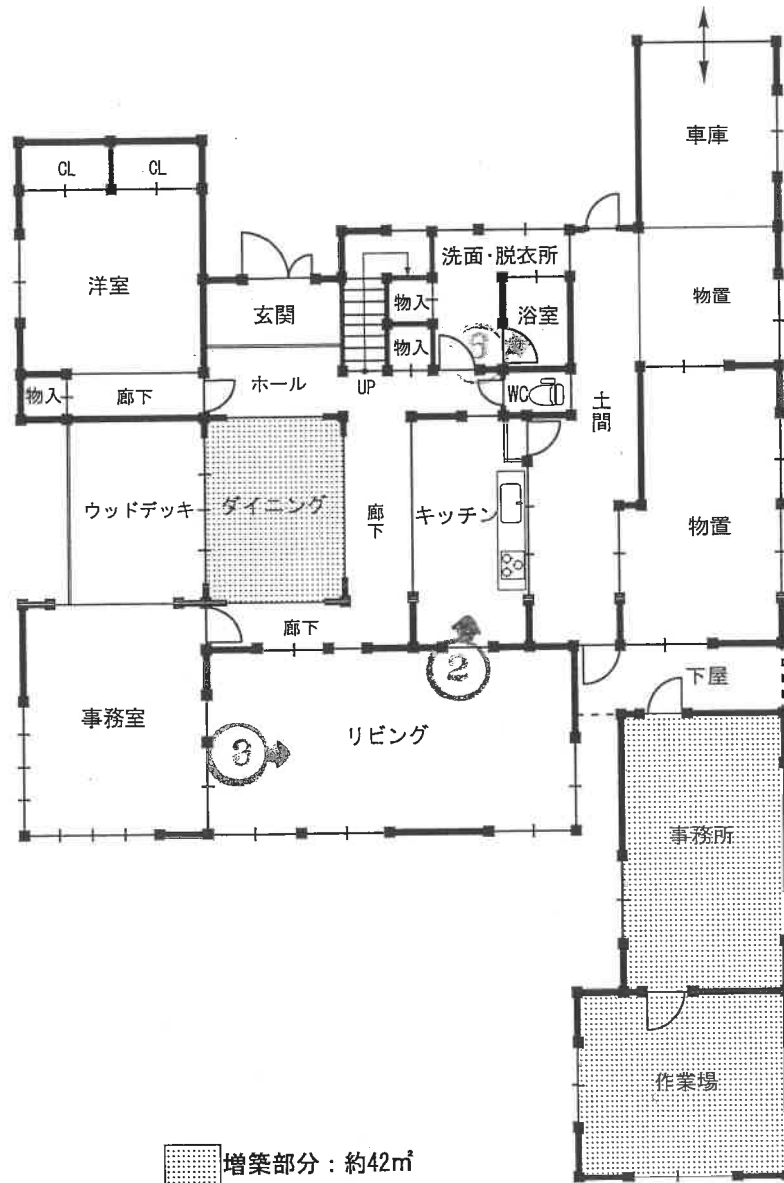 車庫
CL
CL
洗面・脱衣所
洋室
物入
浴室
物置
玄関
物入
物入
廊下
ホール
UP
WC
土間
ウッドデッキ
ダイニング
廊下
キッチン
物置
廊下
2
下屋
事務室
3
リビング
事務所
作業場
増築部分：約42㎡